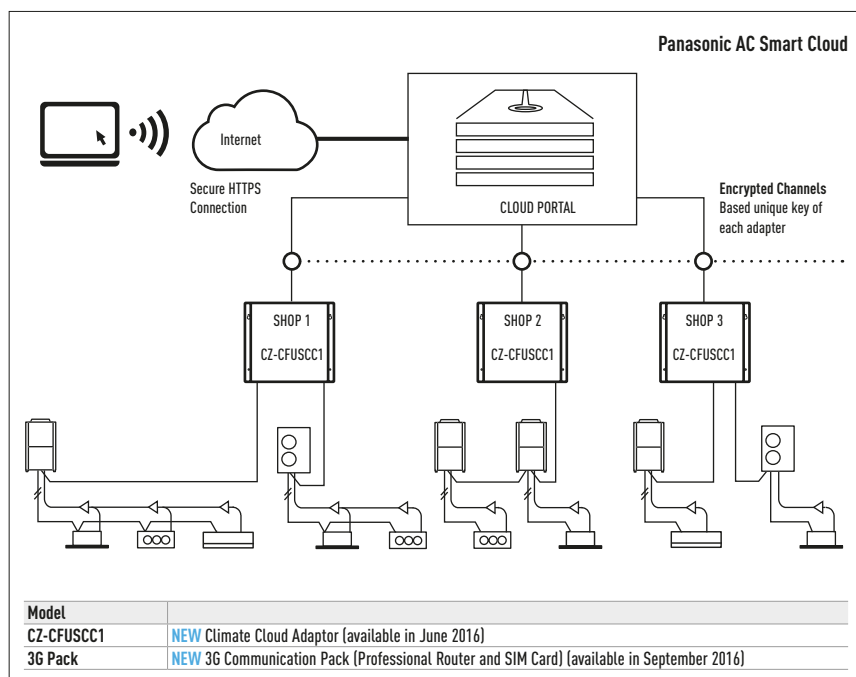 Panasonic AC Smart Cloud
Internet
Secure HTTPS
Connection
CLOUD PORTAL
Encrypted Channels
Based unique key of
each adapter
SHOP 1
CZ-CFUSCC1
SHOP 2
CZ-CFUSCC1
SHOP 3
CZ-CFUSCC1
Model
CZ-CFUSCC1 NEW Climate Cloud Adaptor (available in June 2016)
3G Pack NEW 3G Communication Pack (Professional Router and SIM Card) (available in September 2016)